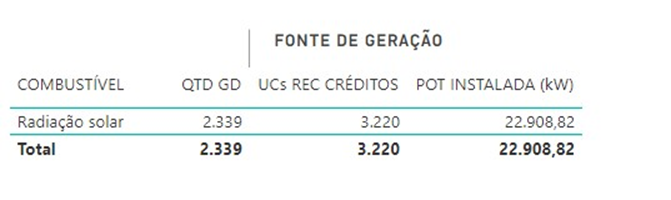 FONTE DE GERAÇÃO
COMBUSTÍVEL QTD GD UCs REC CRÉDITOS POT INSTALADA (kW)
Radiação solar 2.339 3.220 22.908,82
Total 2.339 3.220 22.908,82